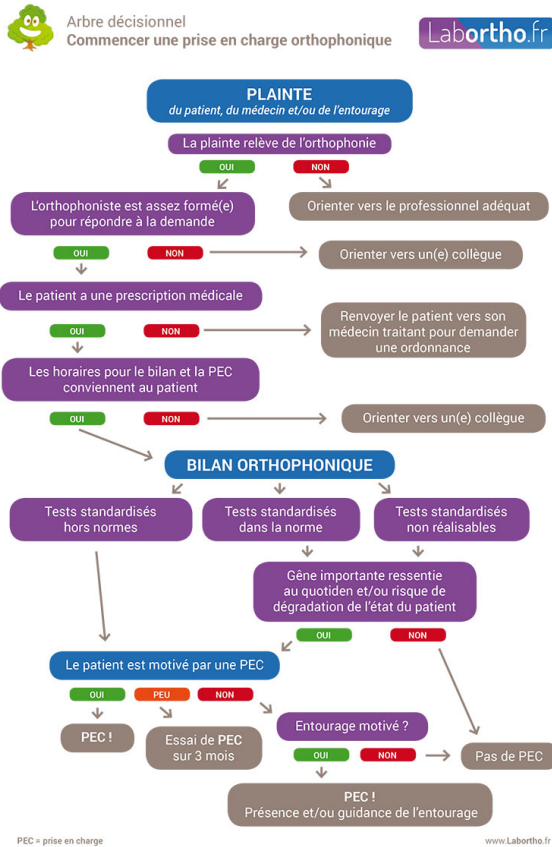 Arbre décisionnel
Commencer une prise en charge orthophonique
Labortho.fr
PLAINTE
du patient, du médecin et/ou de l'entourage
La plainte relève de l'orthophonie
OUI
NON
L'orthophoniste est assez formé(e)
pour répondre à la demande
Orienter vers le professionnel adéquat
OUI
NON
Orienter vers un(e) collègue
Le patient a une prescription médicale
OUI
NON
Renvoyer le patient vers son
médecin traitant pour demander
une ordonnance
Les horaires pour le bilan et la PEC
conviennent au patient
OUI
NON
Orienter vers un(e) collègue
BILAN ORTHOPHONIQUE
Tests standardisés
hors normes
Tests standardisés
dans la norme
Tests standardisés
non réalisables
Gêne importante ressentie
au quotidien et/ou risque de
dégradation de l'état du patient
OUI
NON
Le patient est motivé par une PEC
OUI
PEU
NON
PEC !
Essai de PEC
sur 3 mois
Entourage motivé ?
OUI
NON
Pas de PEC
PEC !
Présence et/ou guidance de l'entourage
PEC = prise en charge
www.Labortho.fr